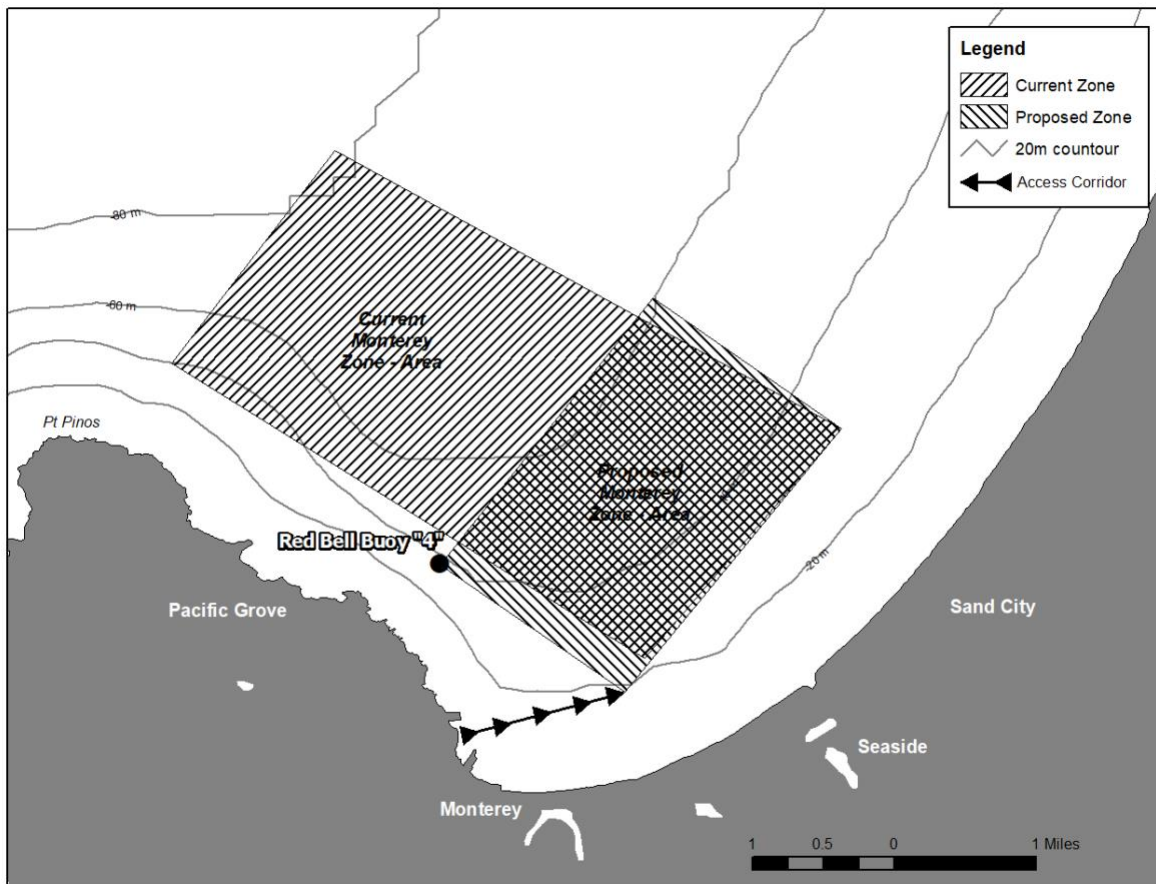 Legend
Current Zone
Proposed Zone
20m countour
Access Corridor
-80 m
-60 m
Current
Monterey
Zone - Area
Pt Pinos
Proposed
Monterey
Zone - Area
Red Bell Buoy "4"
-20 m
Pacific Grove
Sand City
Seaside
Monterey
1 0.5 0 1 Miles